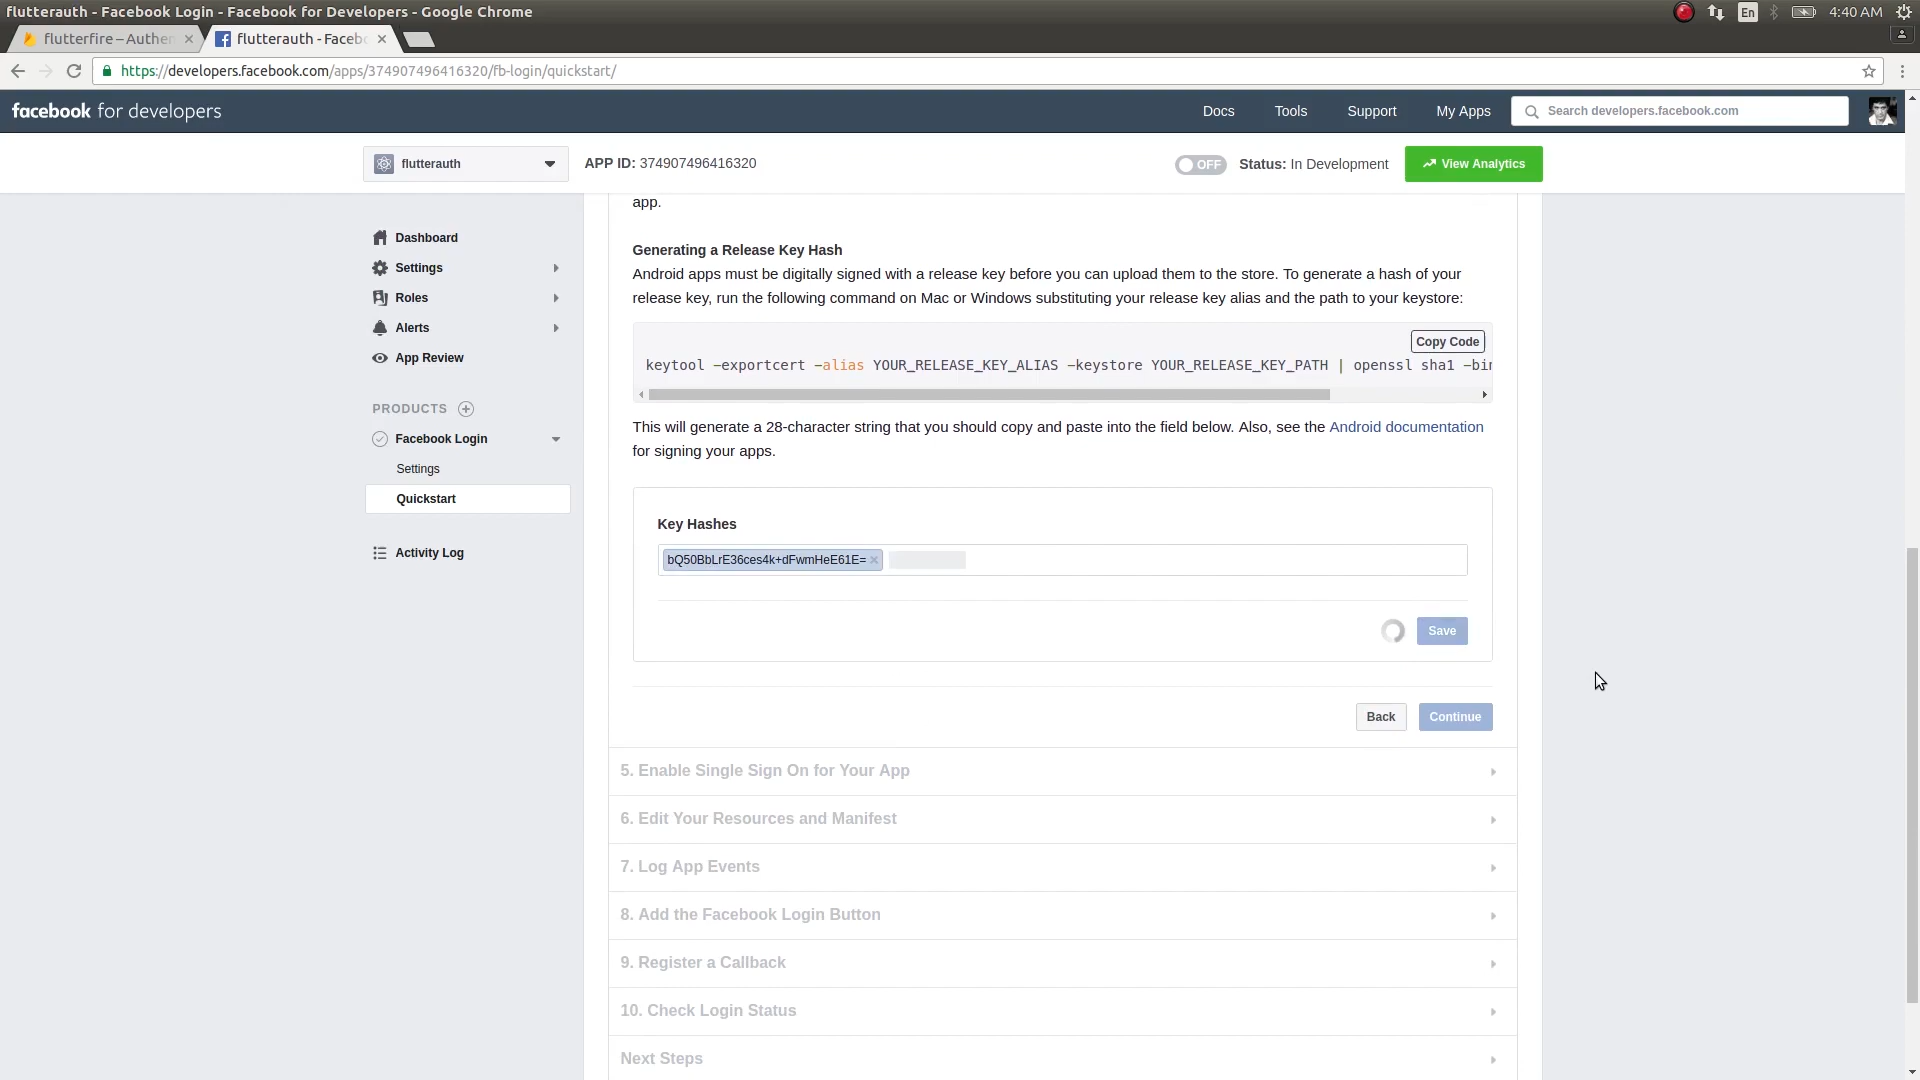 flutterauth - Facebook Login - Facebook for Developers - Google Chrome
En
4:40 AM
flutterfire – Authen
flutterauth - Facebo
https://developers.facebook.com/apps/374907496416320/fb-login/quickstart/
facebook for developers
Docs
Tools
Support
My Apps
Search developers.facebook.com
flutterauth
APP ID: 374907496416320
OFF
Status: In Development
View Analytics
Dashboard
Settings
Roles
Alerts
App Review
PRODUCTS
Facebook Login
Settings
Quickstart
Activity Log
app.
Generating a Release Key Hash
Android apps must be digitally signed with a release key before you can upload them to the store. To generate a hash of your
release key, run the following command on Mac or Windows substituting your release key alias and the path to your keystore:
Copy Code
keytool –exportcert –alias YOUR_RELEASE_KEY_ALIAS –keystore YOUR_RELEASE_KEY_PATH | openssl sha1 –bin
This will generate a 28-character string that you should copy and paste into the field below. Also, see the Android documentation
for signing your apps.
Key Hashes
bQ50BbLrE36ces4k+dFwmHeE61E=
Save
Back
Continue
5. Enable Single Sign On for Your App
6. Edit Your Resources and Manifest
7. Log App Events
8. Add the Facebook Login Button
9. Register a Callback
10. Check Login Status
Next Steps